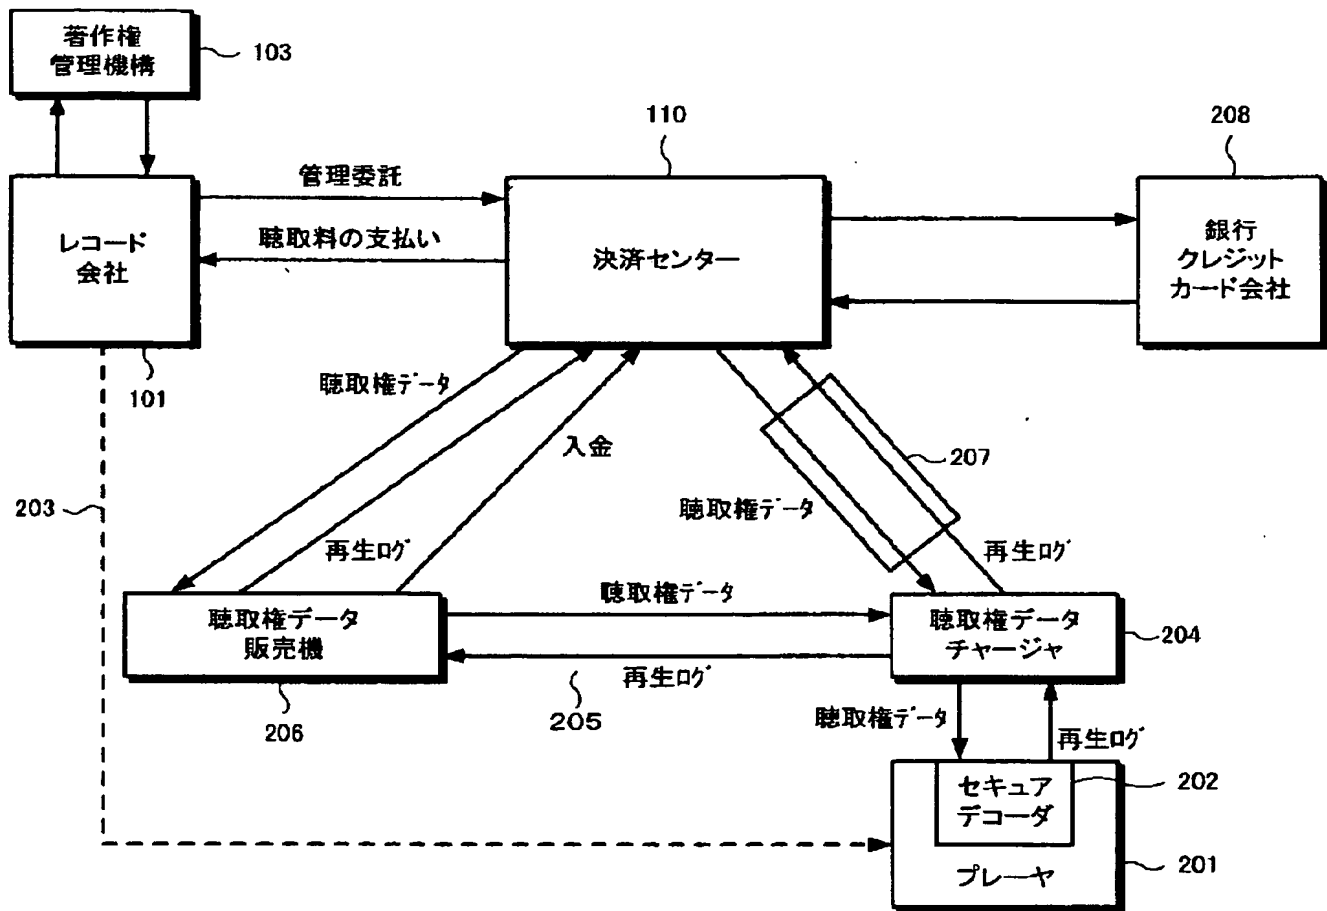 著作権
管理機構
103
110
208
管理委託
聴取料の支払い
レコード
会社
決済センター
銀行
クレジット
カード会社
101
聴取権データ
入金
207
聴取権データ
203
再生ログ
再生ログ
聴取権データ
聴取権データ
販売機
聴取権データ
チャージャ
204
再生ログ
205
206
聴取権データ
再生ログ
セキュア
デコーダ
202
プレーヤ
201